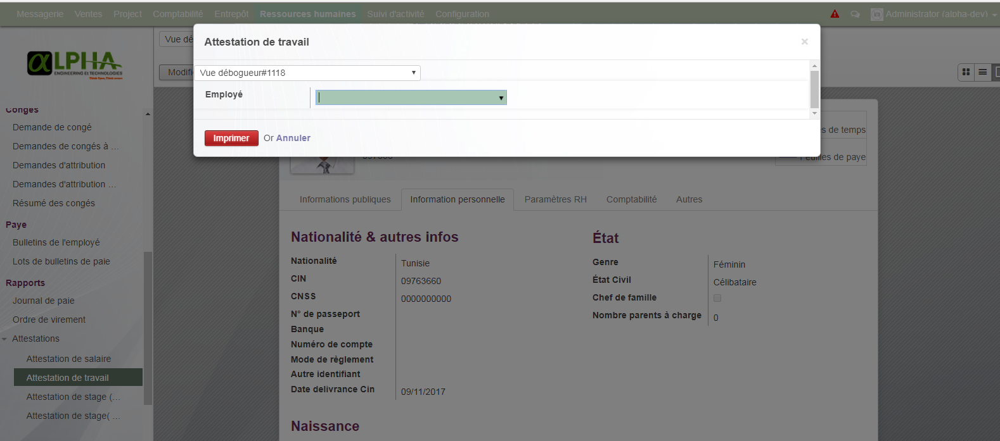 Messagerie Ventes Project Comptabilité Entrepôt Ressources humaines Suivi d'activité Configuration Administrator (alpha-dev)
αLPHA
ENGINEERING Et TECHNOLOGIES
Think Open, Think seven
Congés
Demande de congé
Demandes de congés à ...
Demandes d'attribution
Demandes d'attribution ...
Résumé des congés
Paye
Bulletins de l'employé
Lots de bulletins de paie
Rapports
Journal de paie
Ordre de virement
Attestations
Attestation de salaire
Attestation de travail
Attestation de stage (...
Attestation de stage( ...
Vue dé
Modifi
Attestation de travail ×
Vue débogueur#1118
Employé
Imprimer Or Annuler
s de temps
Feuilles de paye
Informations publiques Information personnelle Paramètres RH Comptabilité Autres
Nationalité & autres infos
Nationalité Tunisie
CIN 09763660
CNSS 0000000000
N° de passeport
Banque
Numéro de compte
Mode de règlement
Autre identifiant
Date delivrance Cin 09/11/2017
État
Genre Féminin
État Civil Célibataire
Chef de famille
Nombre parents à charge 0
Naissance